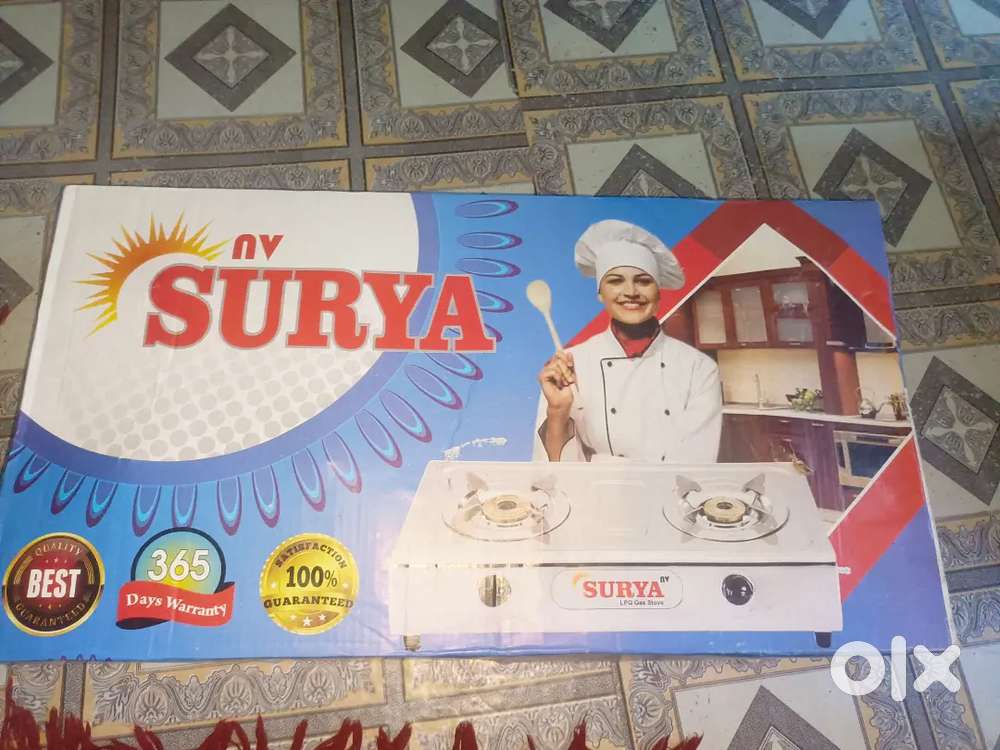 nv
SURYA
QUALITY
BEST
GUARANTEED
365
Days Warranty
SATISFACTION
100%
GUARANTEED
SURYA nv
LPG Gas Stove
olx